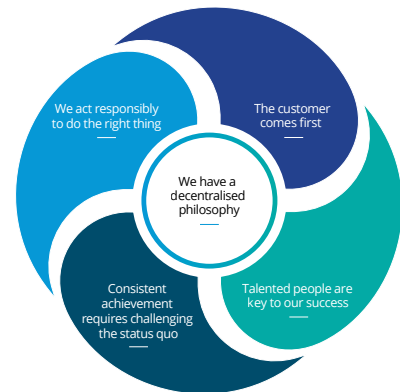 We act responsibly
to do the right thing
The customer
comes first
We have a
decentralised
philosophy
Consistent
achievement
requires challenging
the status quo
Talented people are
key to our success